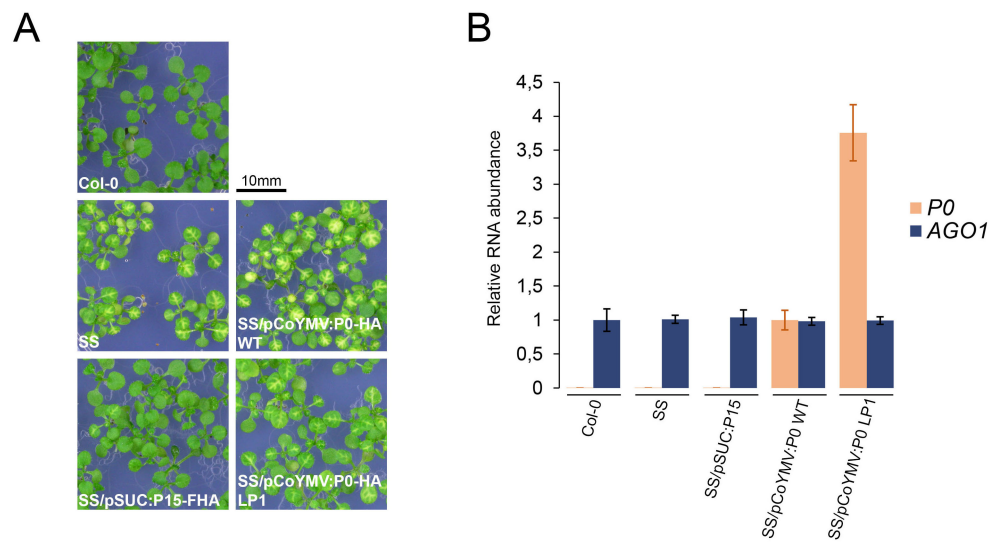 A
Col-0
10mm
SS
SS/pCoYMV:P0-HA
WT
SS/pSUC:P15-FHA
SS/pCoYMV:P0-HA
LP1
B
Relative RNA abundance
4,5
4
3,5
3
2,5
2
1,5
1
0,5
0
Col-0
SS
SS/pSUC:P15
SS/pCoYMV:P0 WT
SS/pCoYMV:P0 LP1
P0
AGO1